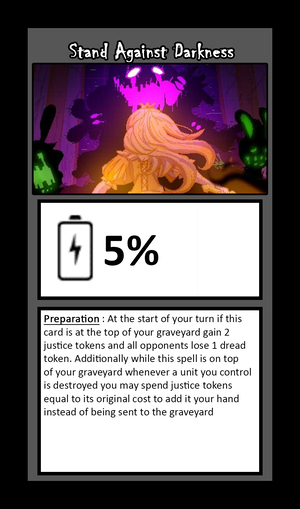 Stand Against Darkness
5%
Preparation : At the start of your turn if this
card is at the top of your graveyard gain 2
justice tokens and all opponents lose 1 dread
token. Additionally while this spell is on top
of your graveyard whenever a unit you control
is destroyed you may spend justice tokens
equal to its original cost to add it your hand
instead of being sent to the graveyard